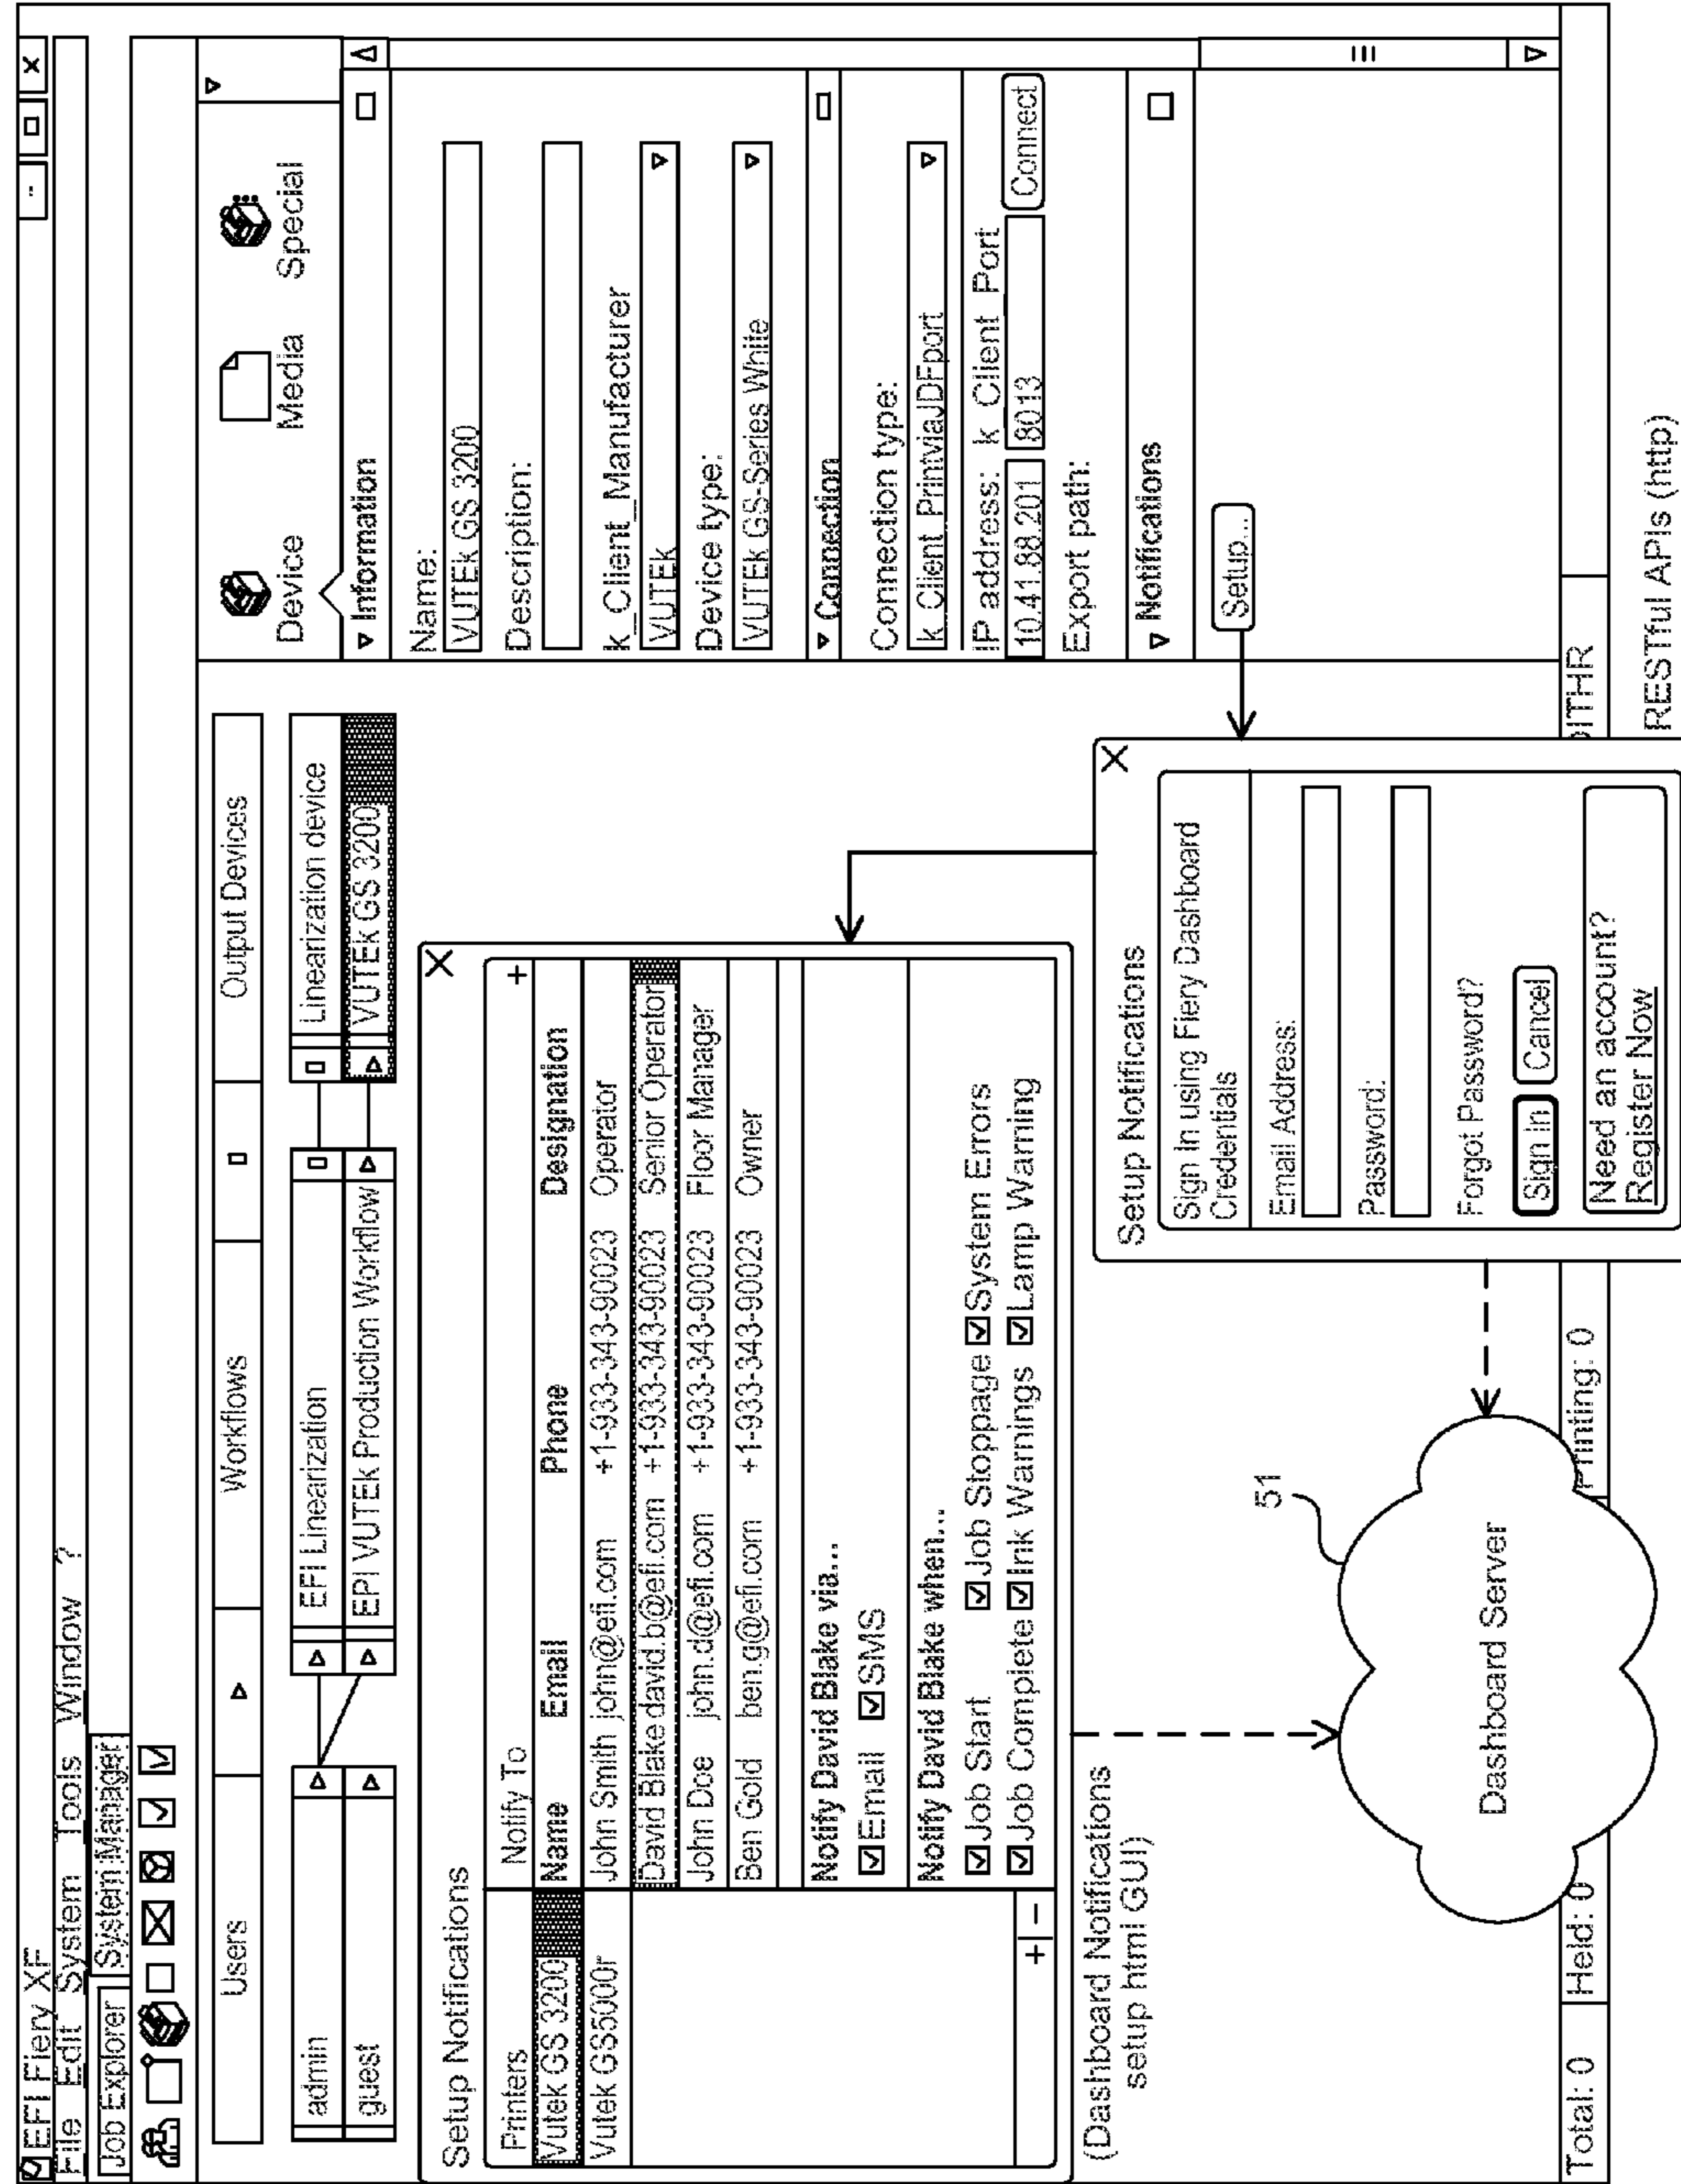 EFI Fiery XF
File Edit System Tools Window ?
Job Explorer System Manager
Users Workflows Output Devices
admin
guest
EFI Linearization
EPI VUTEk Production Workflow
Linearization device
VUTEK GS 3200
Device Media Special
Information
Name:
VUTEk GS 3200
Description:
k_Client_Manufacturer
VUTEk
Device type:
VUTEk GS-Series White
Connection
Connection type:
k_Client_PrintviaJDFport
IP address: k_Client_Port
10.41.88.201 8013 Connect
Export path:
Notifications
Setup...
Setup Notifications
Printers Notify To +
Vutek GS 3200
Vutek GS5000r
Name Email Phone Designation
John Smith john@efi.com +1-933-343-90023 Operator
David Blake david.b@efi.com +1-933-343-90023 Senior Operator
John Doe john.d@efi.com +1-933-343-90023 Floor Manager
Ben Gold ben.g@efi.com +1-933-343-90023 Owner
Notify David Blake via...
Email SMS
Notify David Blake when...
Job Start Job Stoppage System Errors
Job Complete Ink Warnings Lamp Warning
+ −
(Dashboard Notifications
setup html GUI)
Setup Notifications
Sign In using Fiery Dashboard
Credentials
Email Address:
Password:
Forgot Password?
Sign In Cancel
Need an account?
Register Now
51
Dashboard Server
Total: 0 Held: 0 Printing: 0 DITHR
RESTful APIs (http)